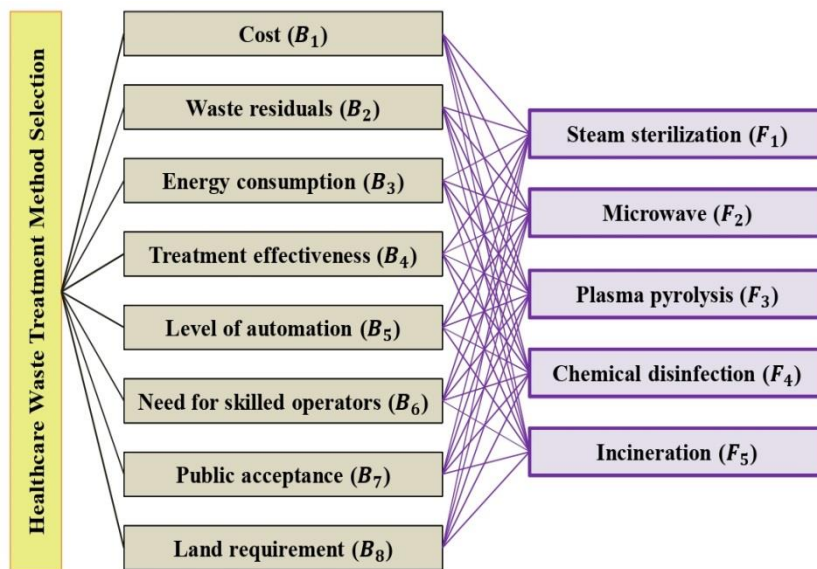 Healthcare Waste Treatment Method Selection
Cost (B₁)
Waste residuals (B₂)
Energy consumption (B₃)
Treatment effectiveness (B₄)
Level of automation (B₅)
Need for skilled operators (B₆)
Public acceptance (B₇)
Land requirement (B₈)
Steam sterilization (F₁)
Microwave (F₂)
Plasma pyrolysis (F₃)
Chemical disinfection (F₄)
Incineration (F₅)